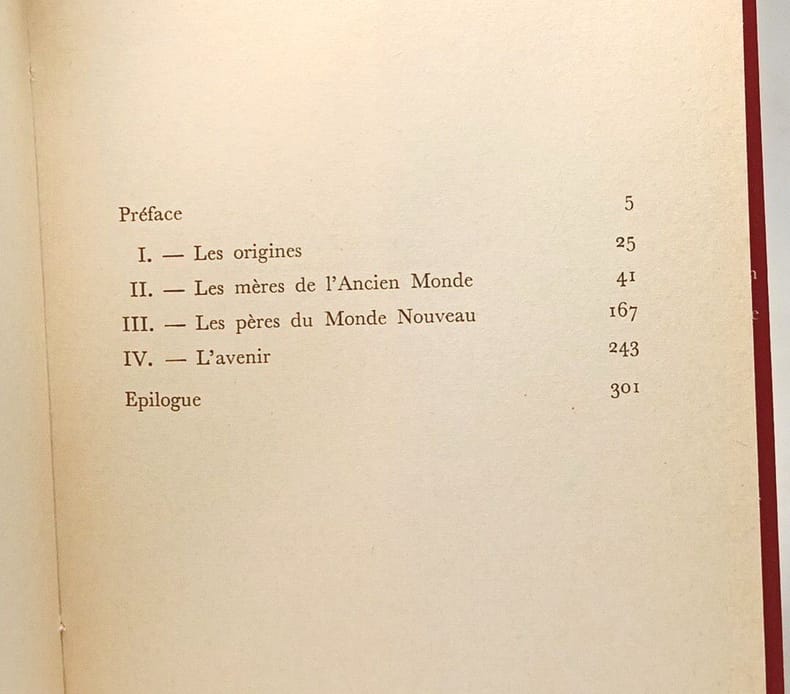 Préface 5
I. — Les origines 25
II. — Les mères de l'Ancien Monde 41
III. — Les pères du Monde Nouveau 167
IV. — L'avenir 243
Epilogue 301